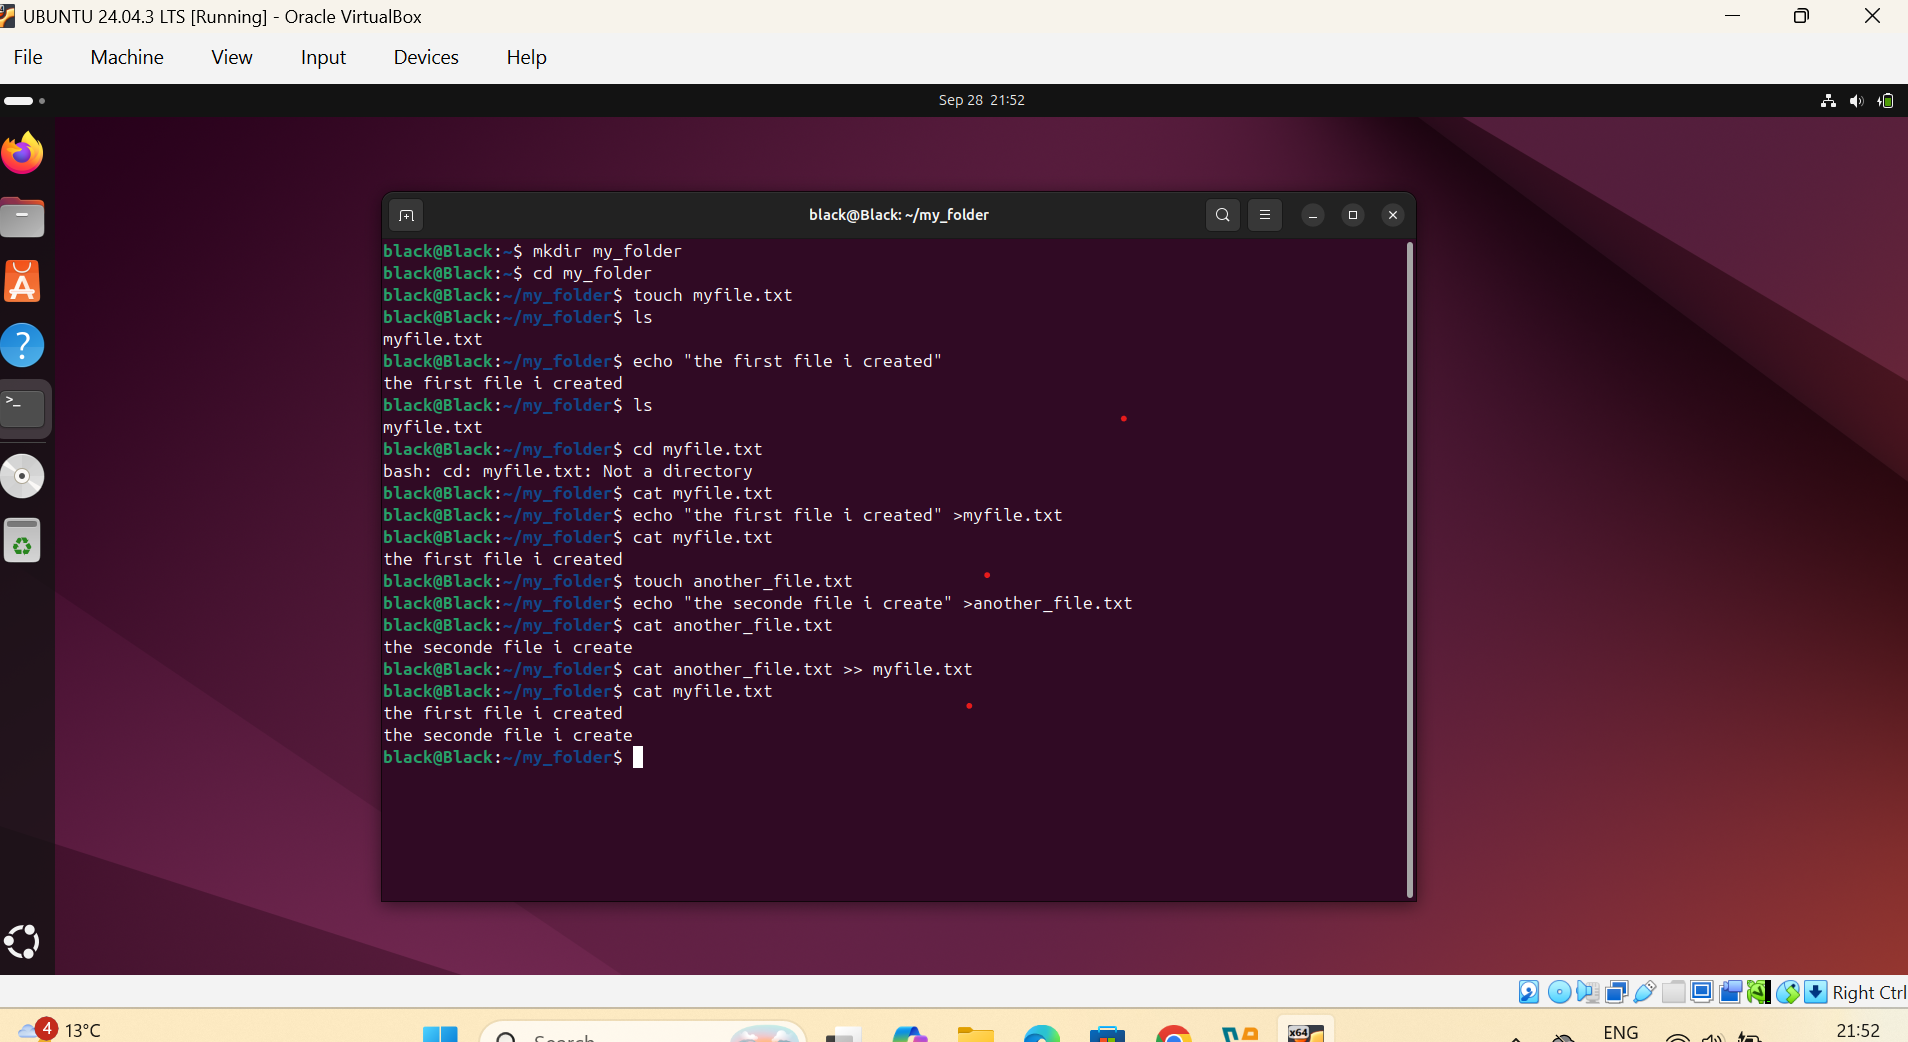 UBUNTU 24.04.3 LTS [Running] - Oracle VirtualBox
File Machine View Input Devices Help
Sep 28 21:52
black@Black: ~/my_folder
black@Black:~$ mkdir my_folder
black@Black:~$ cd my_folder
black@Black:~/my_folder$ touch myfile.txt
black@Black:~/my_folder$ ls
myfile.txt
black@Black:~/my_folder$ echo "the first file i created"
the first file i created
black@Black:~/my_folder$ ls
myfile.txt
black@Black:~/my_folder$ cd myfile.txt
bash: cd: myfile.txt: Not a directory
black@Black:~/my_folder$ cat myfile.txt
black@Black:~/my_folder$ echo "the first file i created" >myfile.txt
black@Black:~/my_folder$ cat myfile.txt
the first file i created
black@Black:~/my_folder$ touch another_file.txt
black@Black:~/my_folder$ echo "the seconde file i create" >another_file.txt
black@Black:~/my_folder$ cat another_file.txt
the seconde file i create
black@Black:~/my_folder$ cat another_file.txt >> myfile.txt
black@Black:~/my_folder$ cat myfile.txt
the first file i created
the seconde file i create
black@Black:~/my_folder$
Right Ctrl
4 13°C
Search
x64
ENG
21:52